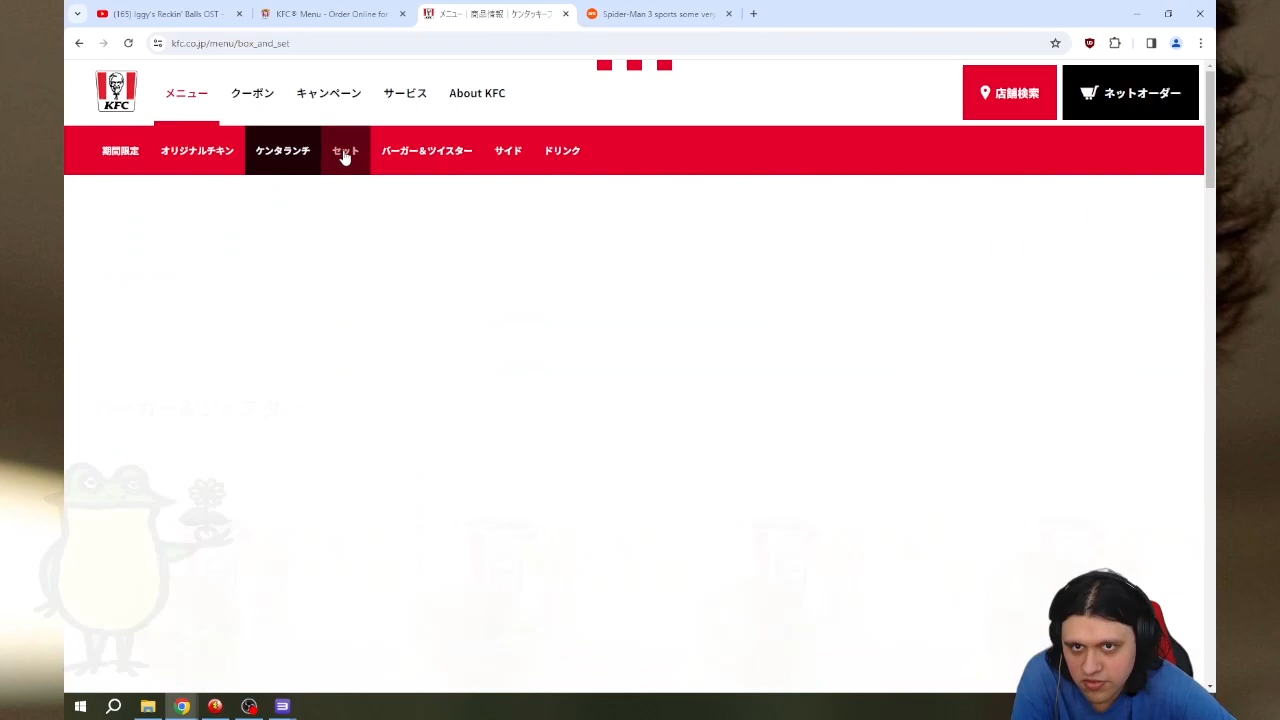 (165) Iggy's Reckin' Balls OST -
KFC® Menu - Order Online for
メニュー | 商品情報 | ケンタッキーフ
Spider-Man 3 sports some very
kfc.co.jp/menu/box_and_set
KFC
メニュー
クーポン
キャンペーン
サービス
About KFC
店舗検索
ネットオーダー
期間限定
オリジナルチキン
ケンタランチ
セット
バーガー&ツイスター
サイド
ドリンク